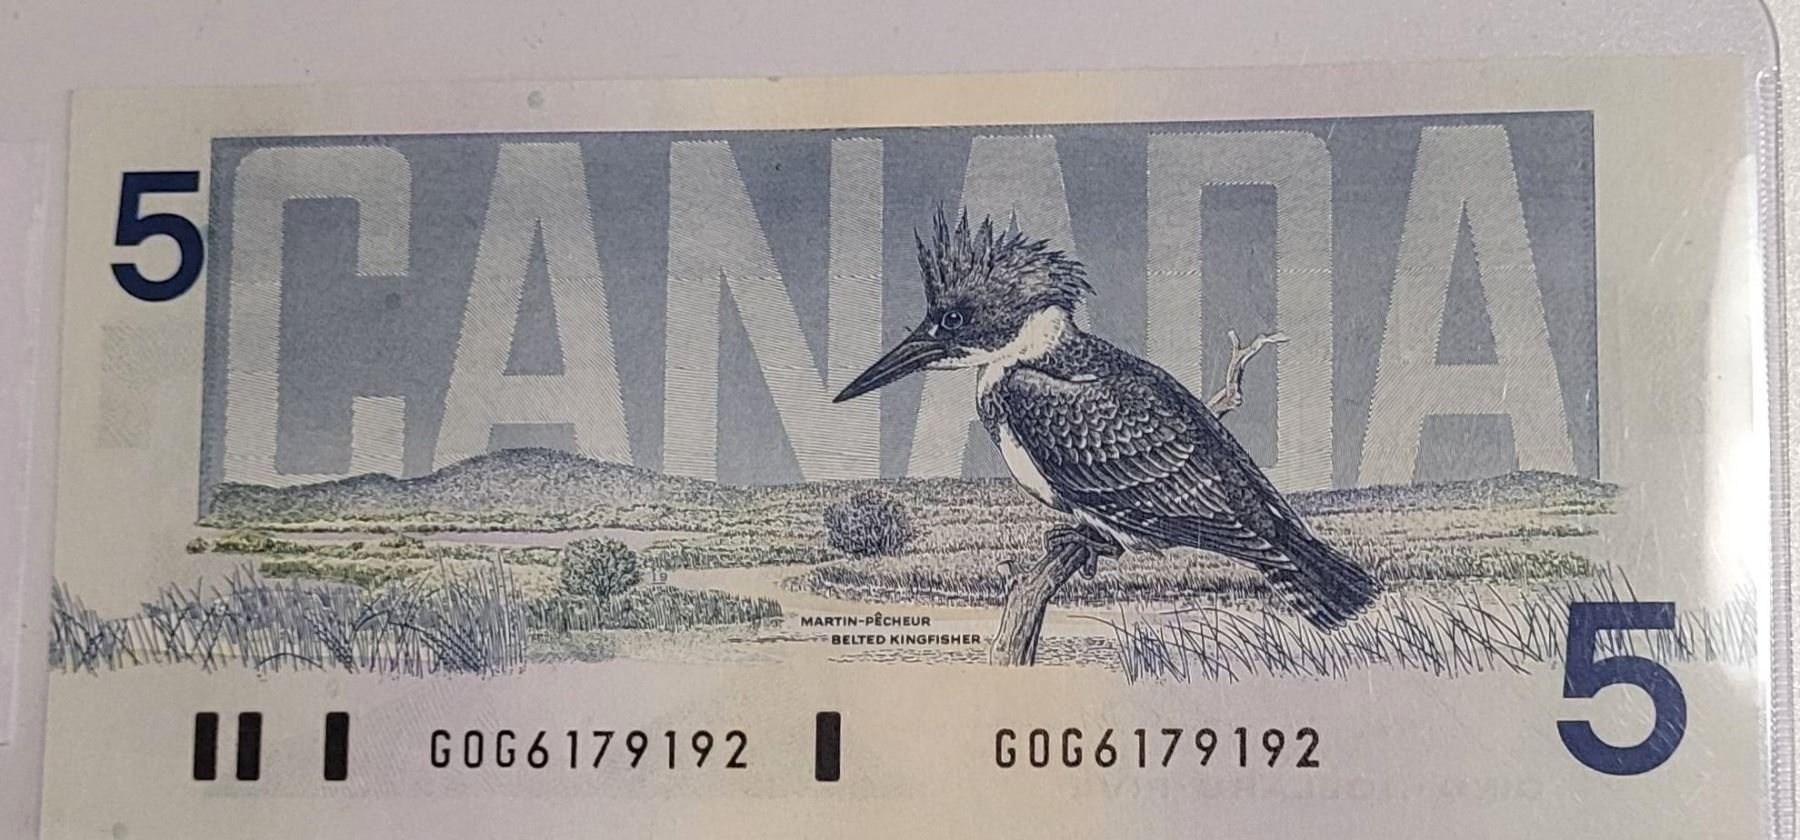 5
CANADA
MARTIN-PÊCHEUR
BELTED KINGFISHER
GOG6179192
GOG6179192
5